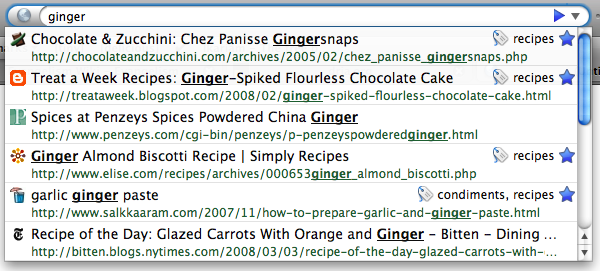 ginger
Chocolate & Zucchini: Chez Panisse Gingersnaps recipes
http://chocolateandzucchini.com/archives/2005/02/chez_panisse_gingersnaps.php
Treat a Week Recipes: Ginger-Spiked Flourless Chocolate Cake recipes
http://treataweek.blogspot.com/2008/02/ginger-spiked-flourless-chocolate-cake.html
Spices at Penzeys Spices Powdered China Ginger
http://www.penzeys.com/cgi-bin/penzeys/p-penzeyspowderedginger.html
Ginger Almond Biscotti Recipe | Simply Recipes recipes
http://www.elise.com/recipes/archives/000653ginger_almond_biscotti.php
garlic ginger paste condiments, recipes
http://www.salkkaaram.com/2007/11/how-to-prepare-garlic-and-ginger-paste.html
Recipe of the Day: Glazed Carrots With Orange and Ginger - Bitten - Dining ...
http://bitten.blogs.nytimes.com/2008/03/03/recipe-of-the-day-glazed-carrots-with-...